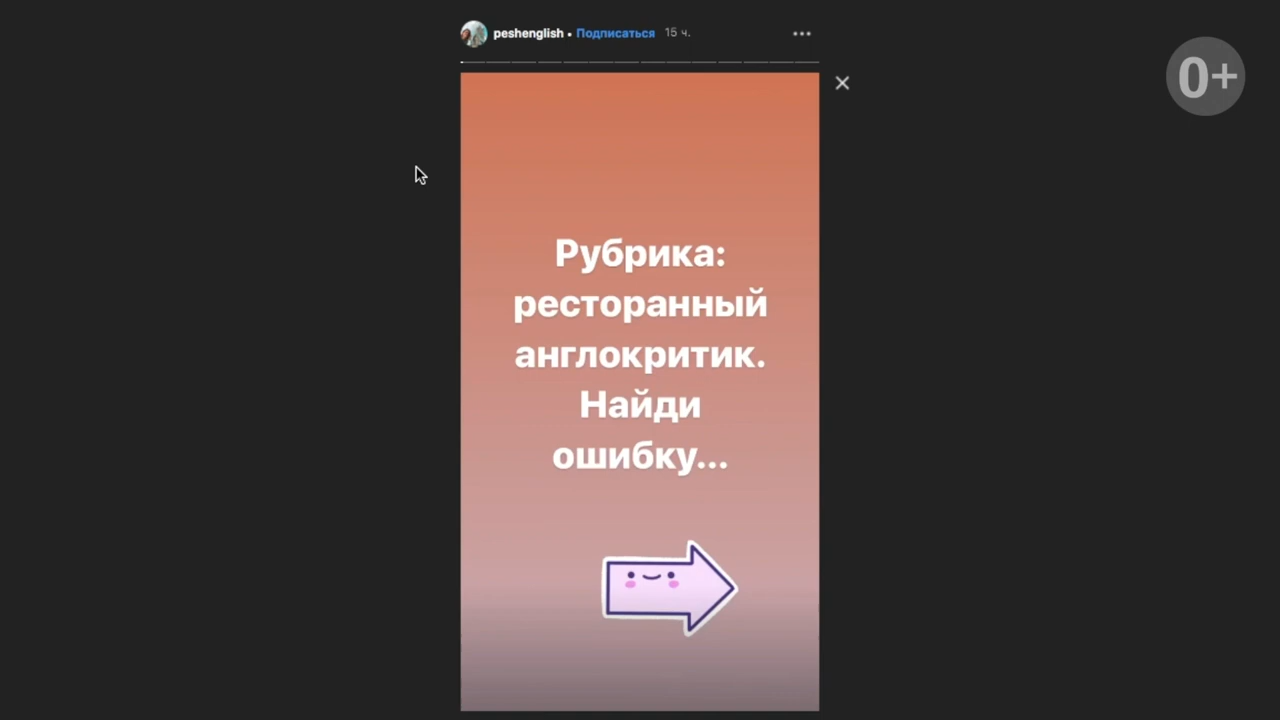 peshenglish • Подписаться 15 ч.
0+
Рубрика:
ресторанный
англокритик.
Найди
ошибку...